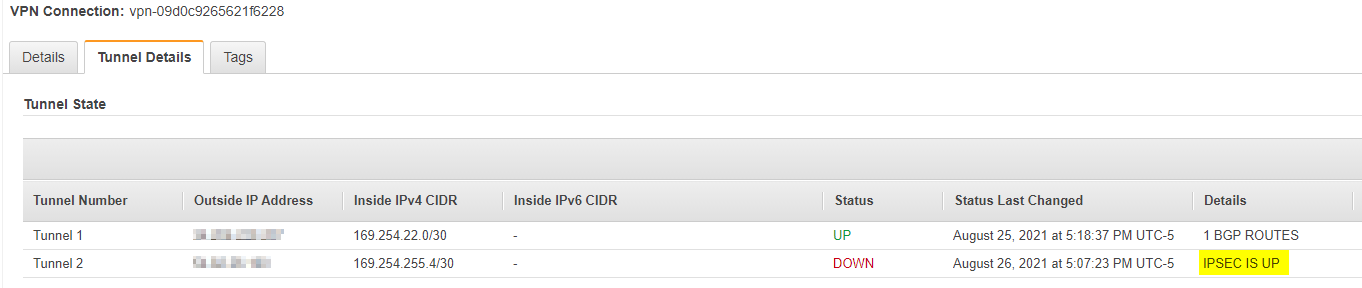 VPN Connection: vpn-09d0c9265621f6228
Details Tunnel Details Tags
Tunnel State
Tunnel Number Outside IP Address Inside IPv4 CIDR Inside IPv6 CIDR Status Status Last Changed Details
Tunnel 1 169.254.22.0/30 - UP August 25, 2021 at 5:18:37 PM UTC-5 1 BGP ROUTES
Tunnel 2 169.254.255.4/30 - DOWN August 26, 2021 at 5:07:23 PM UTC-5 IPSEC IS UP